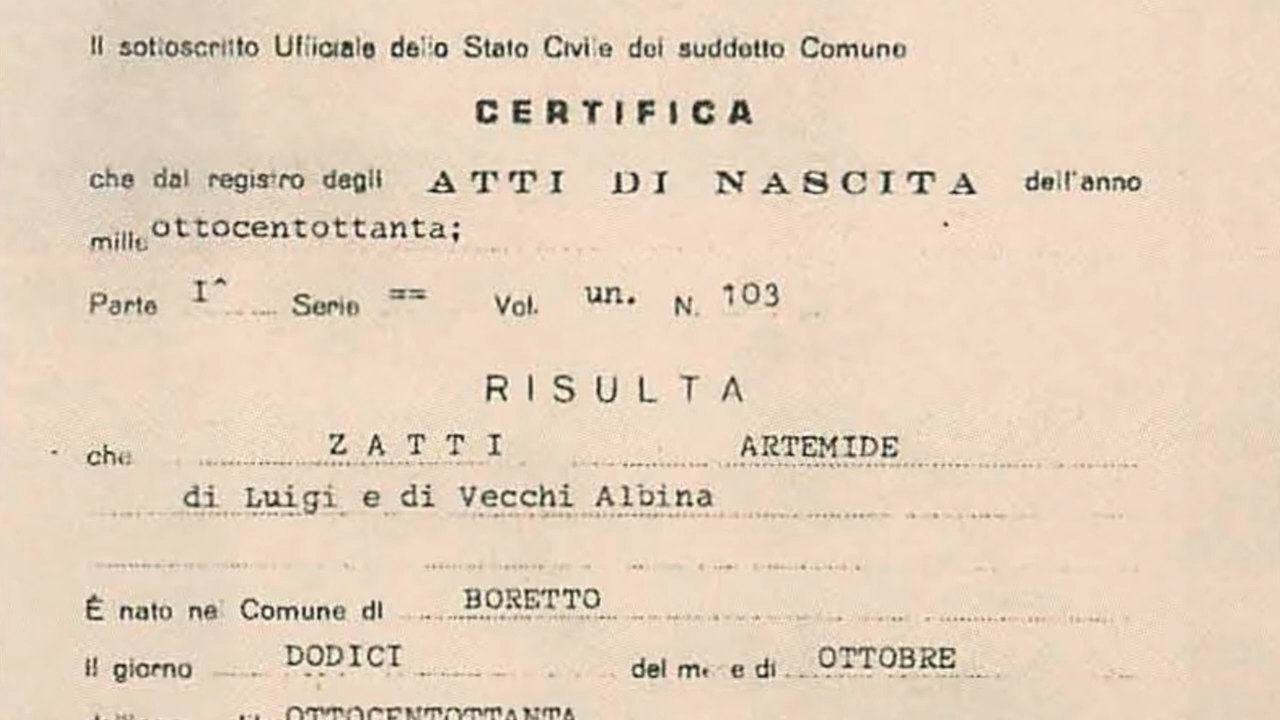 Il sottoscritto Ufficiale dello Stato Civile del suddetto Comune
CERTIFICA
che dal registro degli ATTI DI NASCITA dell'anno
mille ottocentottanta;
Parte I^ Serie == Vol. un. N. 103
RISULTA
che ZATTI ARTEMIDE
di Luigi e di Vecchi Albina
È nato nel Comune di BORETTO
il giorno DODICI del mese di OTTOBRE
OTTOCENTOTTANTA